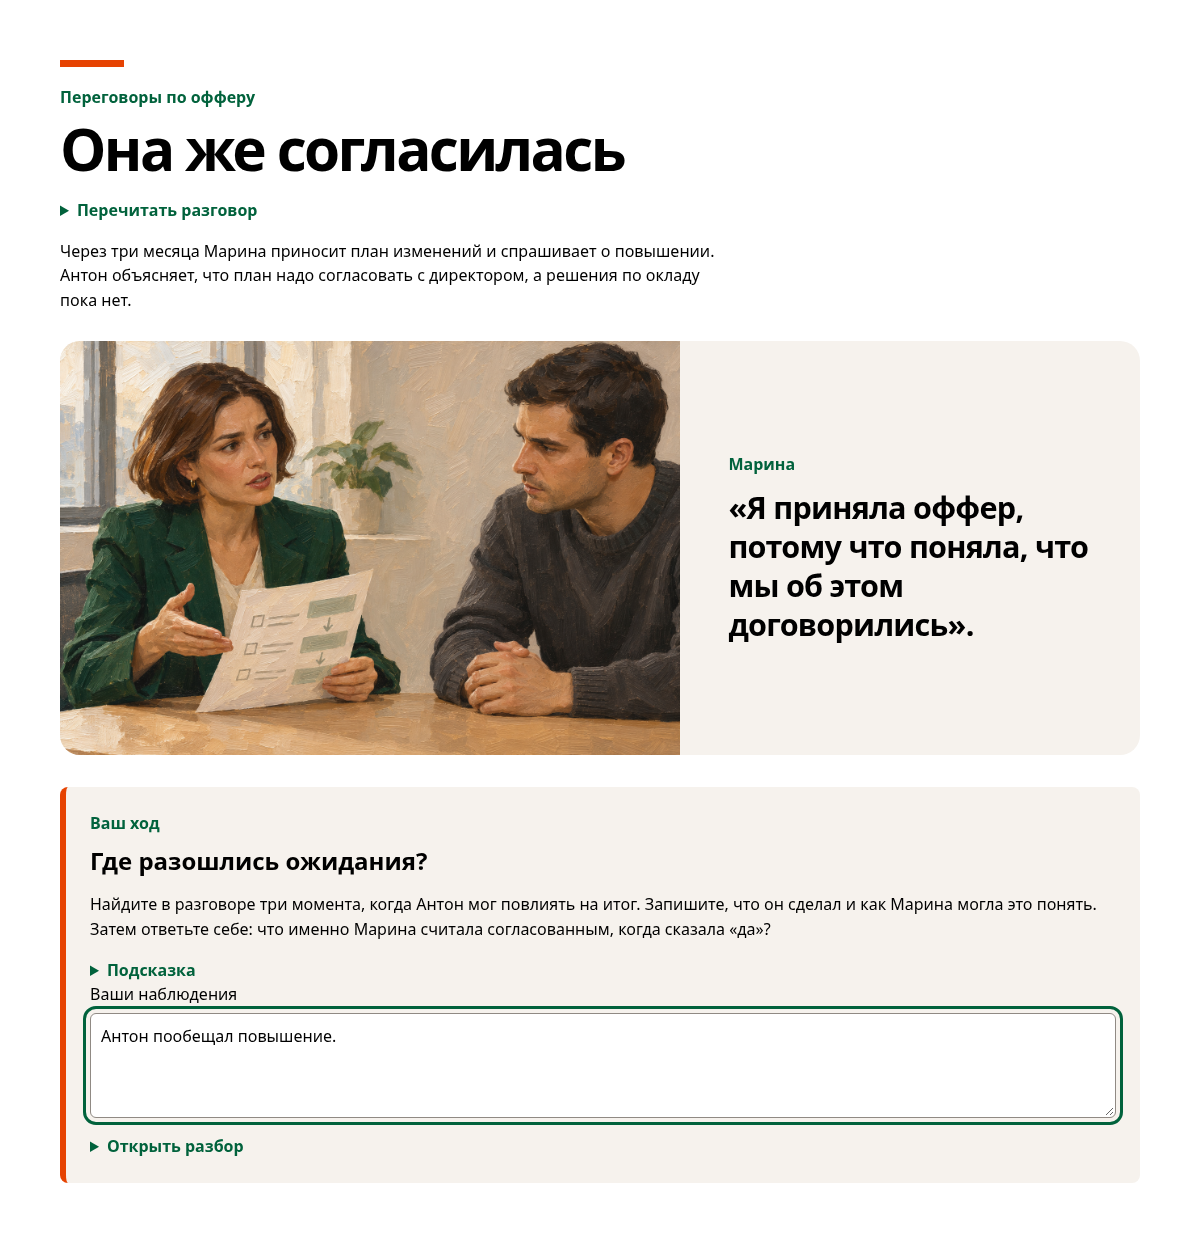 Переговоры по офферу
Она же согласилась
Перечитать разговор
Через три месяца Марина приносит план изменений и спрашивает о повышении.
Антон объясняет, что план надо согласовать с директором, а решения по окладу
пока нет.
Марина
«Я приняла оффер,
потому что поняла, что
мы об этом
договорились».
Ваш ход
Где разошлись ожидания?
Найдите в разговоре три момента, когда Антон мог повлиять на итог. Запишите, что он сделал и как Марина могла это понять.
Затем ответьте себе: что именно Марина считала согласованным, когда сказала «да»?
Подсказка
Ваши наблюдения
Антон пообещал повышение.
Открыть разбор